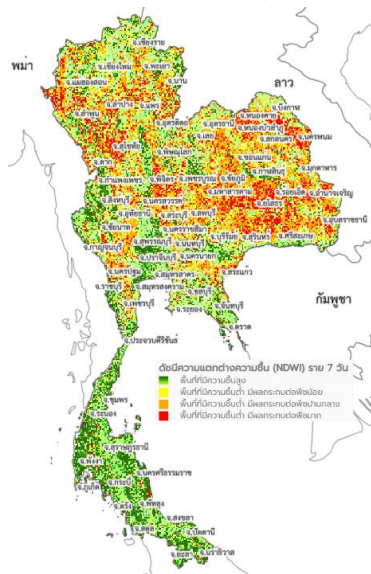 จ.เชียงราย
พม่า
จ.เชียงใหม่ จ.พะเยา
ลาว
จ.แม่ฮ่องสอน
จ.น่าน
จ.บึงกาฬ
จ.ลำปาง จ.แพร่
จ.ลำพูน
จ.อุตรดิตถ์
จ.อุดรธานี จ.หนองคาย
จ.เลย
จ.หนองบัวลำภู
จ.สกลนคร จ.นครพนม
จ.สุโขทัย
จ.พิษณุโลก
จ.ตาก
จ.ขอนแก่น
จ.มุกดาหาร
จ.กาฬสินธุ์
จ.กำแพงเพชร
จ.พิจิตร จ.เพชรบูรณ์ จ.ชัยภูมิ
จ.มหาสารคาม
จ.ร้อยเอ็ด จ.อำนาจเจริญ
จ.สิงห์บุรี
จ.นครสวรรค์
จ.ยโสธร
จ.อุทัยธานี
จ.สระบุรี จ.ลพบุรี
จ.อุบลราชธานี
จ.ชัยนาท
จ.นครราชสีมา
จ.บุรีรัมย์ จ.สุรินทร์ จ.ศรีสะเกษ
จ.สุพรรณบุรี
จ.นนทบุรี
จ.กาญจนบุรี
จ.ปราจีนบุรี
จ.นครนายก
จ.นครปฐม
จ.สระแก้ว
จ.สมุทรสาคร
จ.ราชบุรี
จ.สมุทรสงคราม
จ.ชลบุรี
กัมพูชา
จ.เพชรบุรี
จ.ระยอง
จ.จันทบุรี
จ.ตราด
จ.ประจวบคีรีขันธ์
ดัชนีความแตกต่างความชื้น (NDWI) ราย 7 วัน
พื้นที่ที่มีความชื้นสูง
พื้นที่ที่มีความชื้นต่ำ มีผลกระทบต่อพืชน้อย
พื้นที่ที่มีความชื้นต่ำ มีผลกระทบต่อพืชปานกลาง
พื้นที่ที่มีความชื้นต่ำ มีผลกระทบต่อพืชมาก
จ.ชุมพร
จ.ระนอง
จ.สุราษฎร์ธานี
จ.พังงา
จ.นครศรีธรรมราช
จ.กระบี่
จ.ภูเก็ต
จ.ตรัง จ.พัทลุง
จ.สงขลา
จ.สตูล
จ.ปัตตานี
จ.ยะลา จ.นราธิวาส